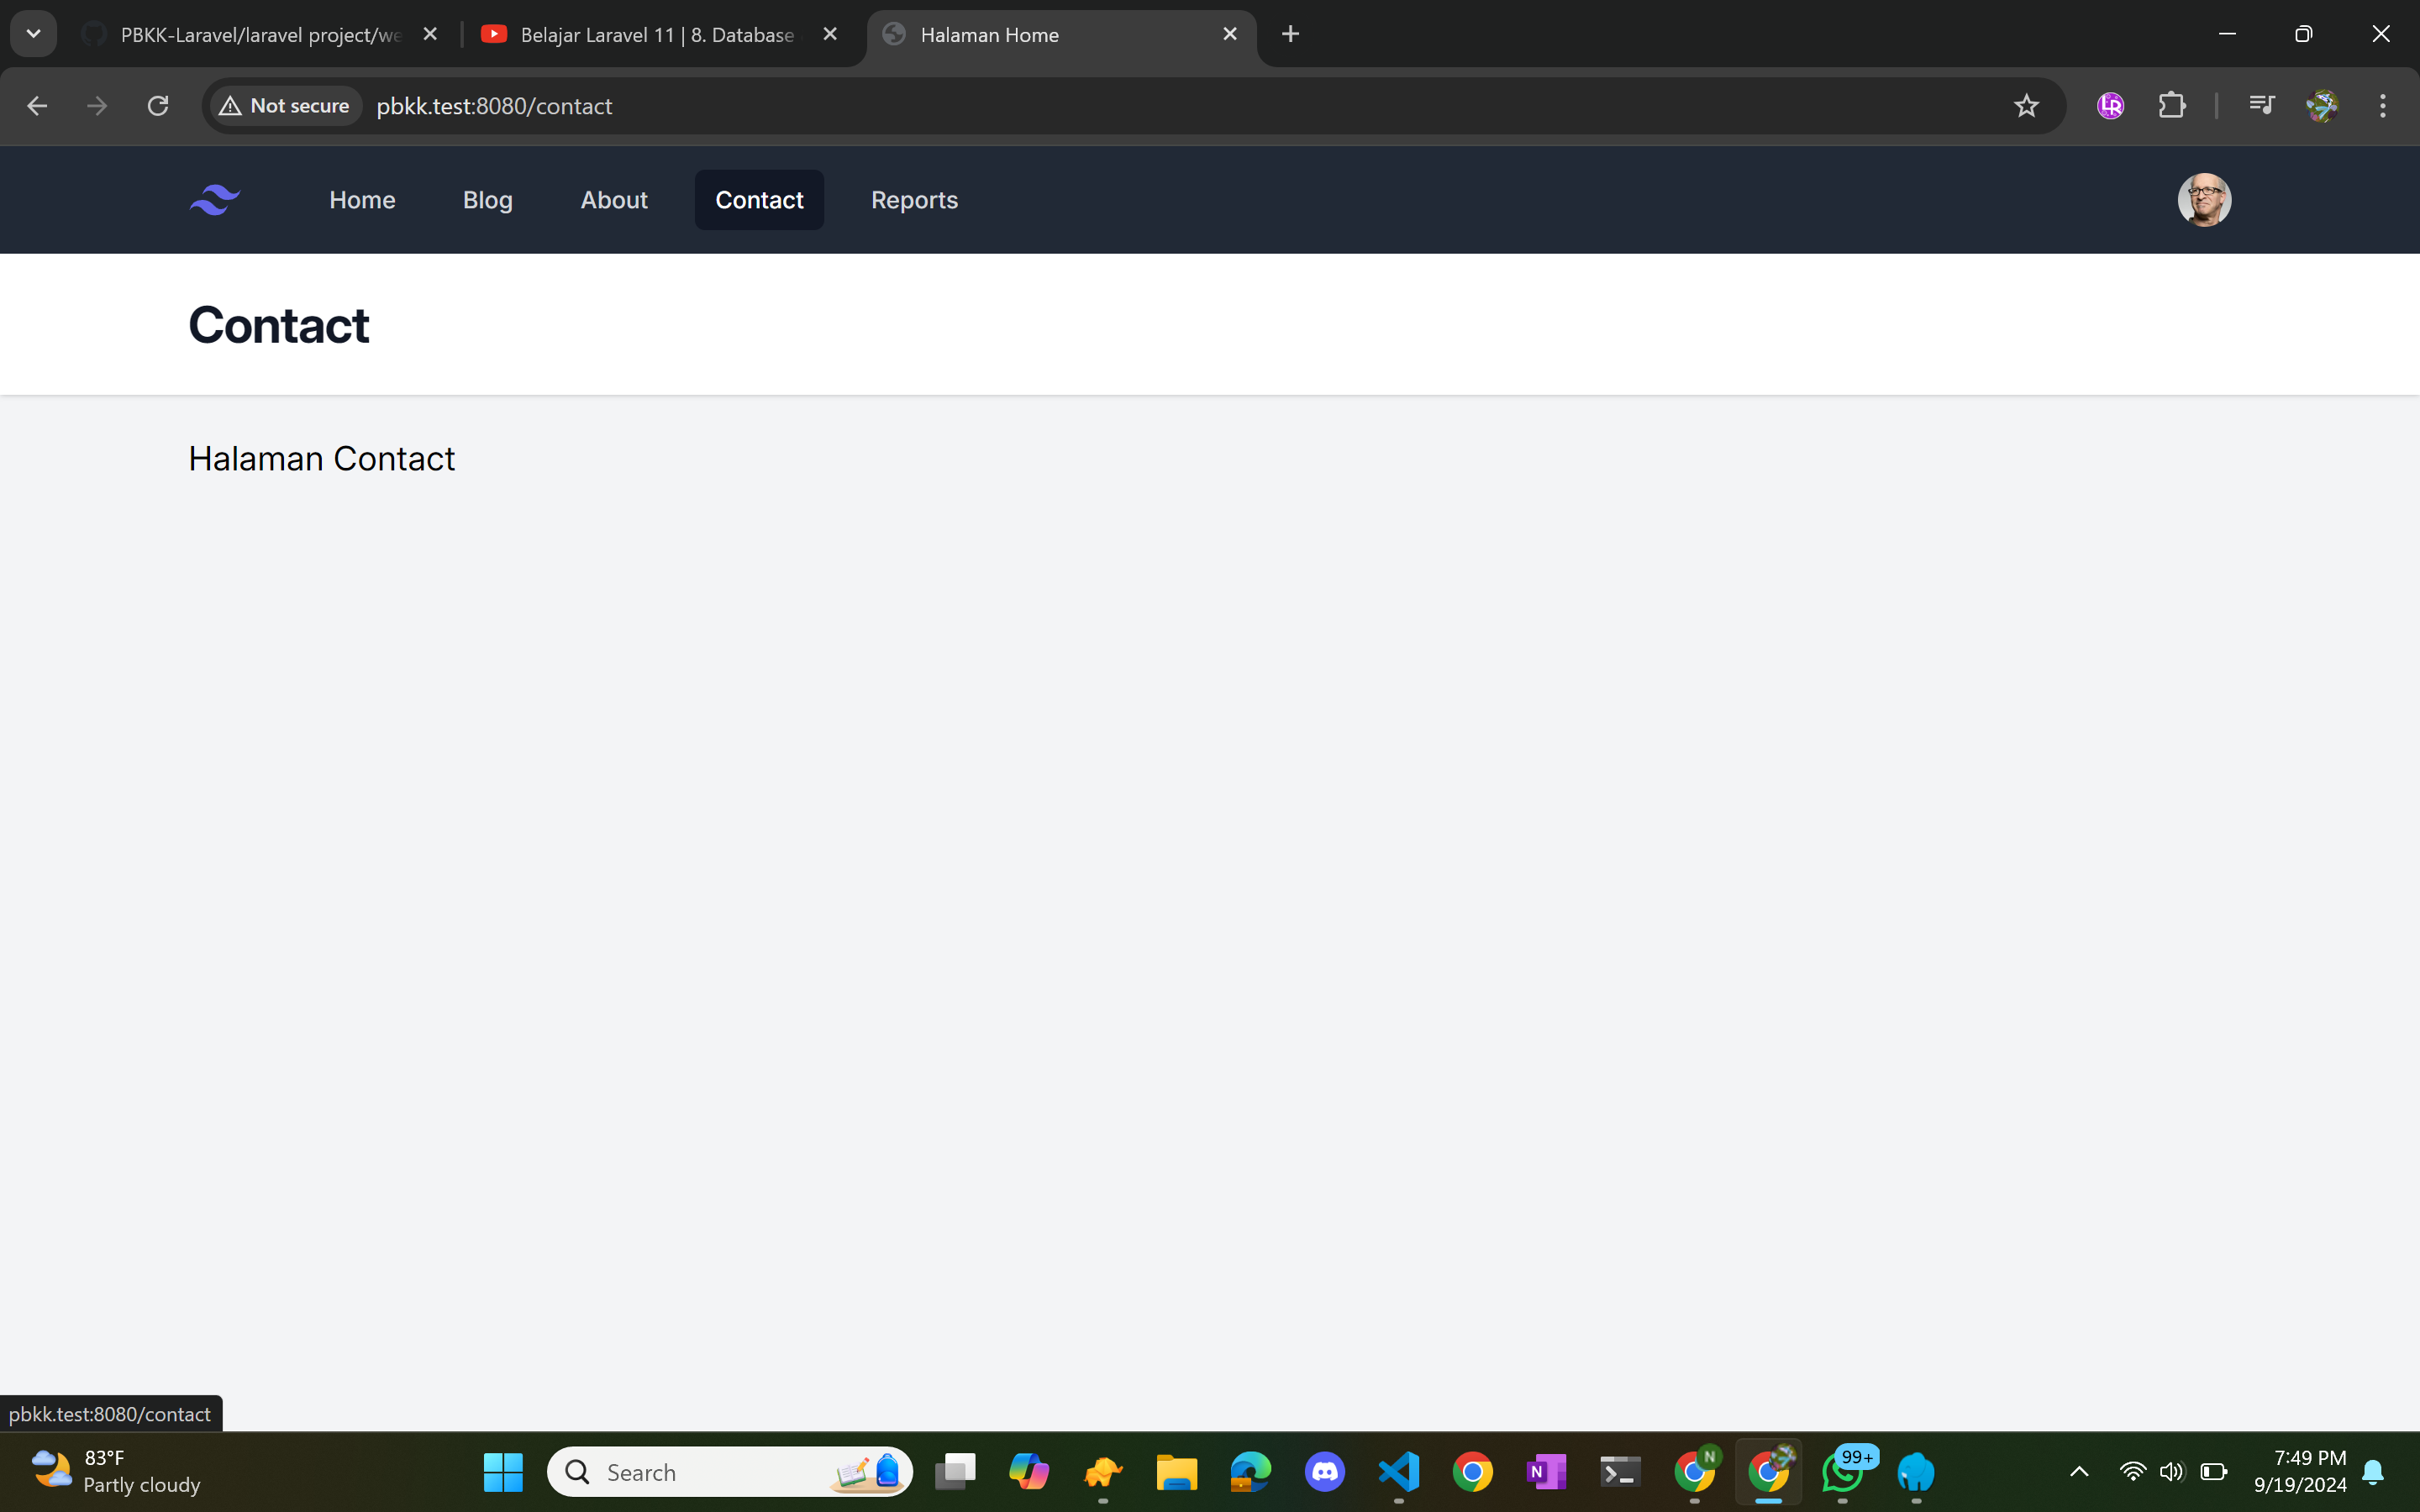 PBKK-Laravel/laravel project/we
Belajar Laravel 11 | 8. Database
Halaman Home
Not secure
pbkk.test:8080/contact
LR
Home
Blog
About
Contact
Reports
Contact
Halaman Contact
pbkk.test:8080/contact
83°F
Partly cloudy
Search
N
N
99+
7:49 PM
9/19/2024